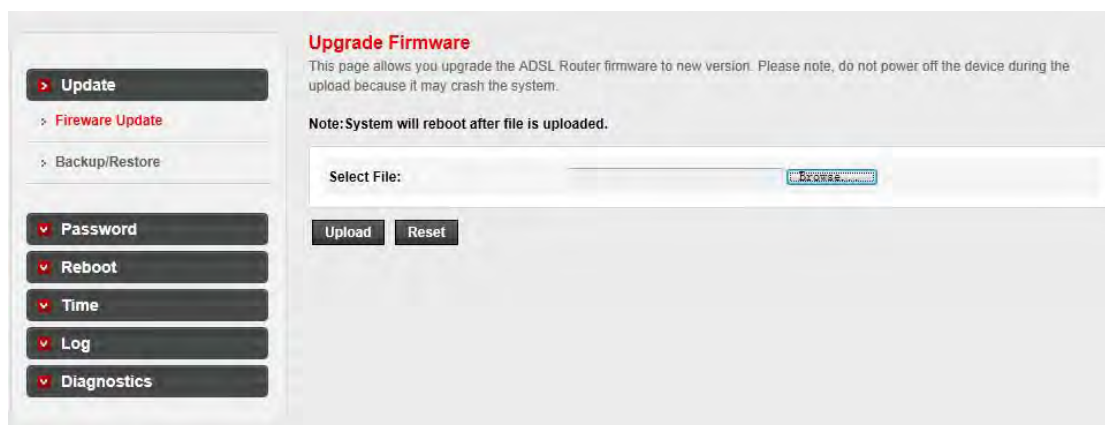 Update
Fireware Update
Backup/Restore
Password
Reboot
Time
Log
Diagnostics
Upgrade Firmware
This page allows you upgrade the ADSL Router firmware to new version. Please note, do not power off the device during the
upload because it may crash the system.
Note:System will reboot after file is uploaded.
Select File:
Browse...
Upload Reset